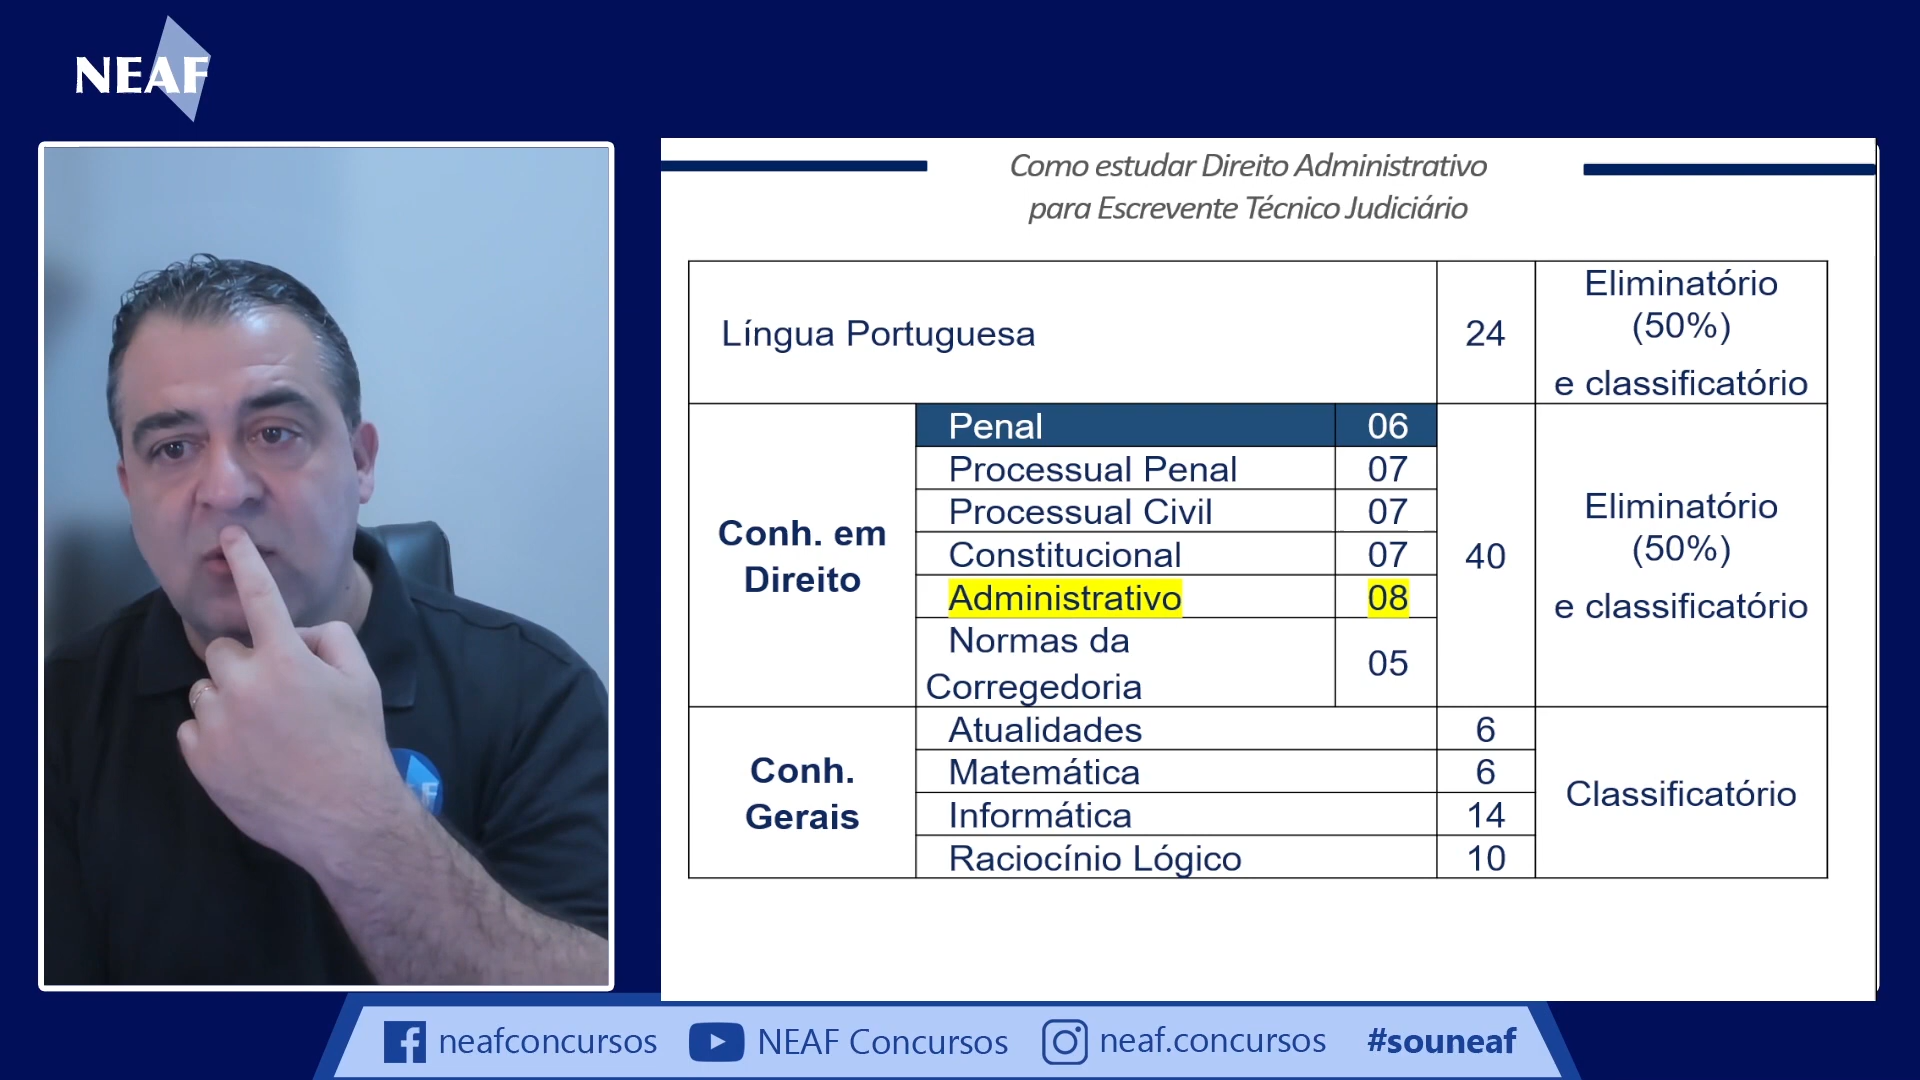 NEAF
Como estudar Direito Administrativo
para Escrevente Técnico Judiciário
Língua Portuguesa 24 Eliminatório (50%) e classificatório
Conh. em Direito
Penal 06
Processual Penal 07
Processual Civil 07
Constitucional 07
Administrativo 08
Normas da Corregedoria 05
40
Eliminatório (50%) e classificatório
Conh. Gerais
Atualidades 6
Matemática 6
Informática 14
Raciocínio Lógico 10
Classificatório
neafconcursos NEAF Concursos neaf.concursos #souneaf